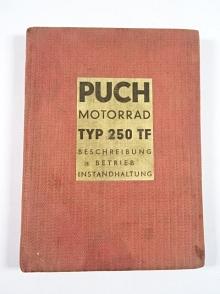 PUCH
MOTORRAD
TYP 250 TF
BESCHREIBUNG
BETRIEB
INSTANDHALTUNG